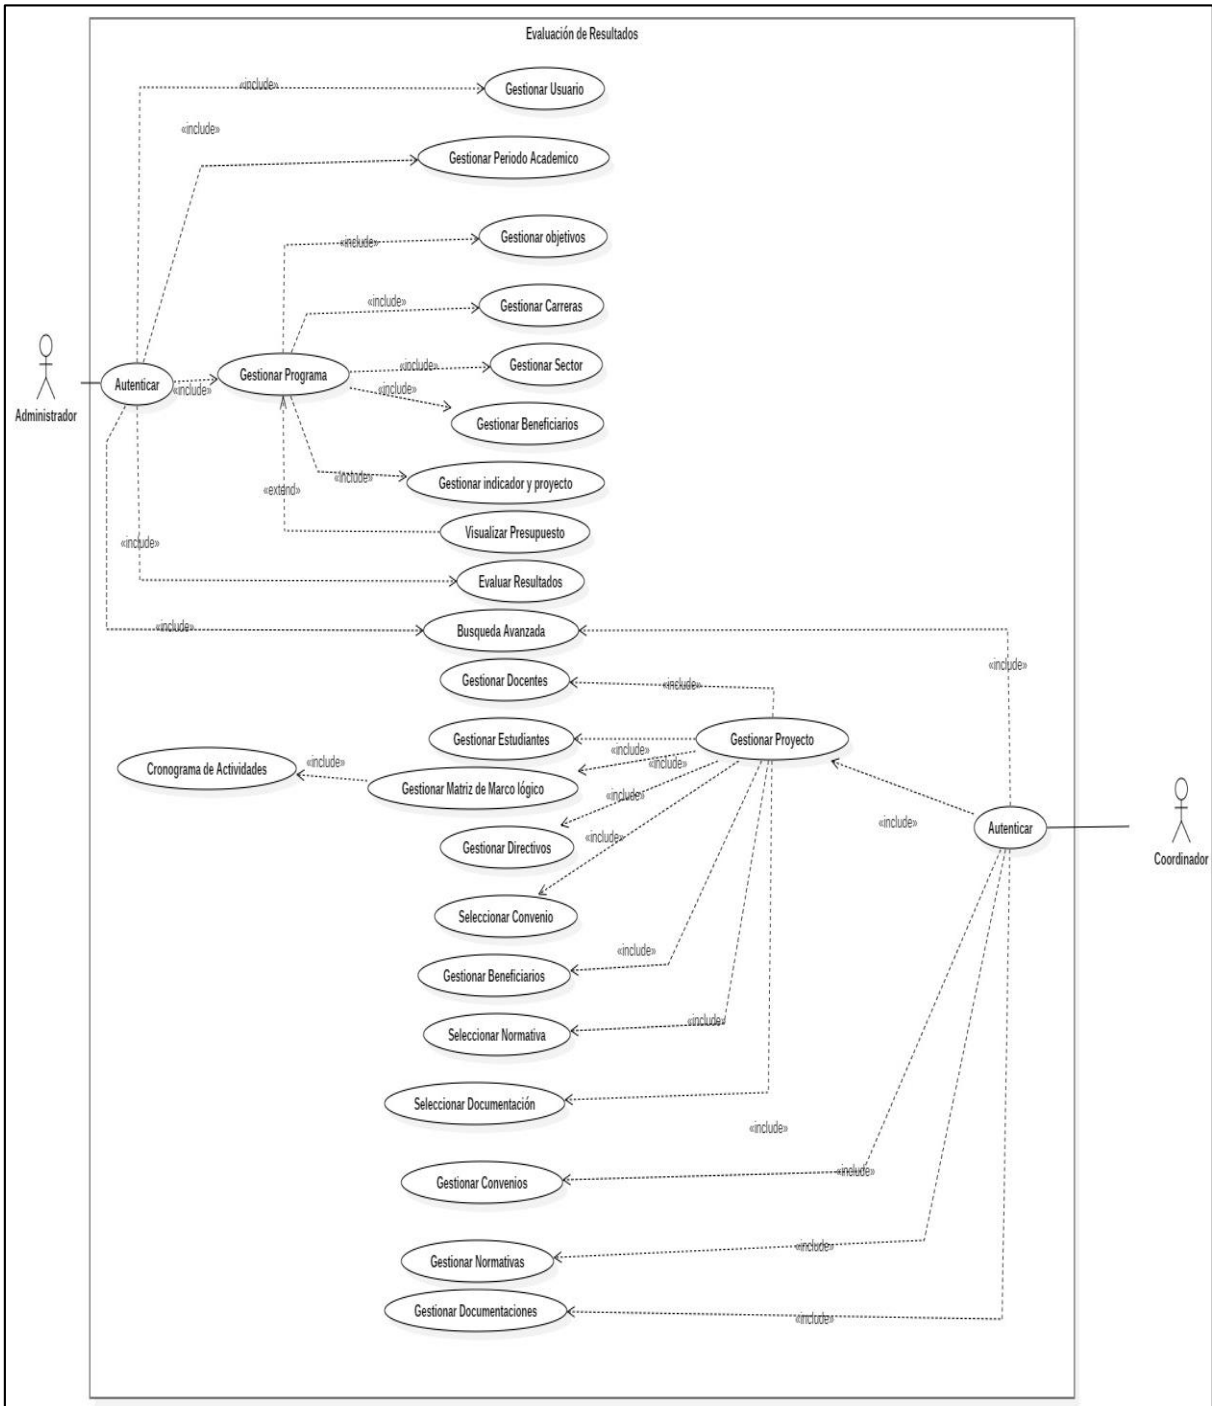 Evaluación de Resultados
«include»
Gestionar Usuario
«include»
Gestionar Periodo Academico
«include»
Gestionar objetivos
«include»
Gestionar Carreras
«include»
Gestionar Sector
Administrador
Autenticar
«include»
Gestionar Programa
«include»
Gestionar Beneficiarios
«include»
Gestionar indicador y proyecto
«extend»
Visualizar Presupuesto
«include»
Evaluar Resultados
«include»
Busqueda Avanzada
«include»
Gestionar Docentes
«include»
Gestionar Estudiantes
Gestionar Proyecto
«include»
«include»
Cronograma de Actividades
«include»
Gestionar Matriz de Marco lógico
«include»
«include»
Autenticar
Coordinador
«include»
Gestionar Directivos
Seleccionar Convenio
«include»
Gestionar Beneficiarios
«include»
Seleccionar Normativa
Seleccionar Documentación
«include»
«include»
Gestionar Convenios
«include»
Gestionar Normativas
Gestionar Documentaciones
«include»